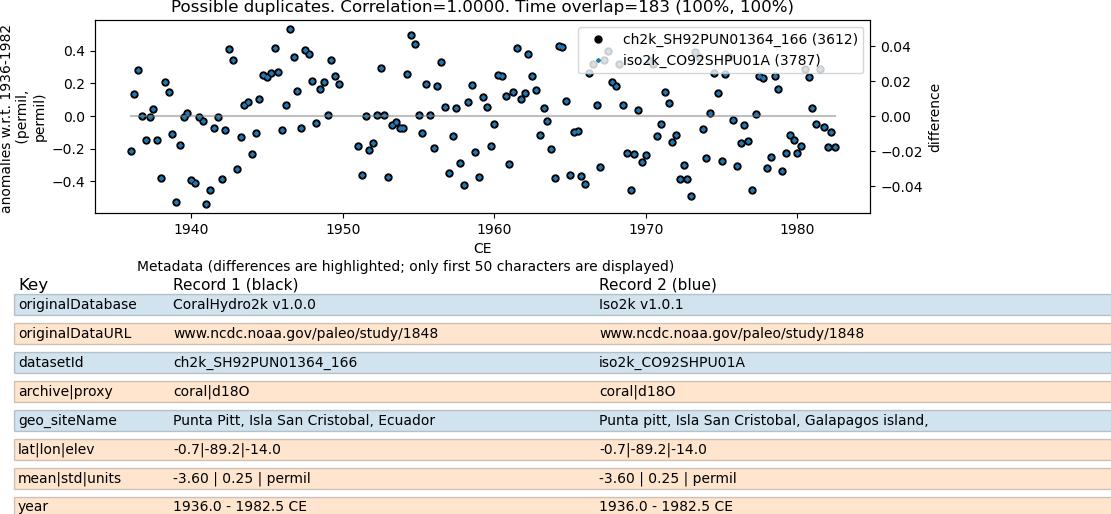 Possible duplicates. Correlation=1.0000. Time overlap=183 (100%, 100%)
anomalies w.r.t. 1936-1982
(permil,
permil)
0.4
0.2
0.0
−0.2
−0.4
ch2k_SH92PUN01364_166 (3612)
iso2k_CO92SHPU01A (3787)
0.04
0.02
0.00
−0.02
−0.04
difference
1940 1950 1960 1970 1980
CE
Metadata (differences are highlighted; only first 50 characters are displayed)
Key Record 1 (black) Record 2 (blue)
originalDatabase CoralHydro2k v1.0.0 Iso2k v1.0.1
originalDataURL www.ncdc.noaa.gov/paleo/study/1848 www.ncdc.noaa.gov/paleo/study/1848
datasetId ch2k_SH92PUN01364_166 iso2k_CO92SHPU01A
archive|proxy coral|d18O coral|d18O
geo_siteName Punta Pitt, Isla San Cristobal, Ecuador Punta pitt, Isla San Cristobal, Galapagos island,
lat|lon|elev -0.7|-89.2|-14.0 -0.7|-89.2|-14.0
mean|std|units -3.60 | 0.25 | permil -3.60 | 0.25 | permil
year 1936.0 - 1982.5 CE 1936.0 - 1982.5 CE